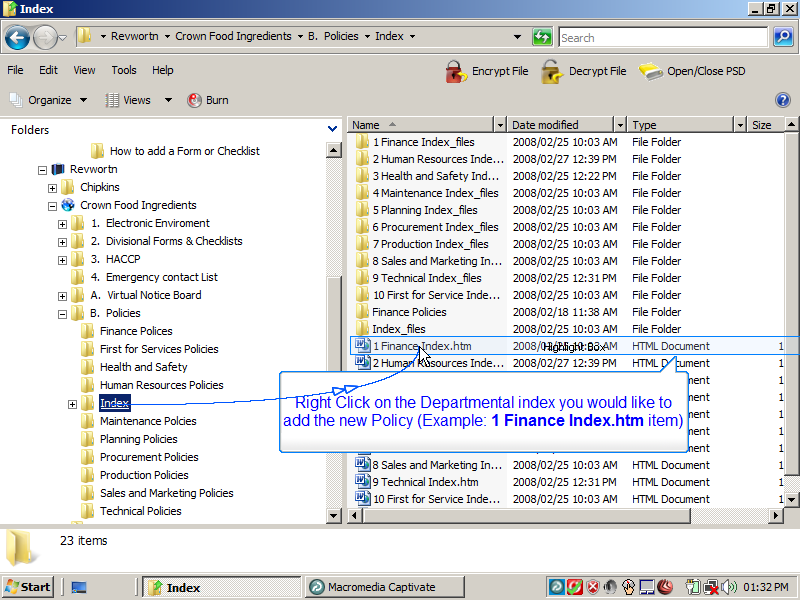 Index
Revwortn Crown Food Ingredients B. Policies Index Search
File Edit View Tools Help Encrypt File Decrypt File Open/Close PSD
Organize Views Burn
Folders
How to add a Form or Checklist
Revwortn
Chipkins
Crown Food Ingredients
1. Electronic Enviroment
2. Divisional Forms & Checklists
3. HACCP
4. Emergency contact List
A. Virtual Notice Board
B. Policies
Finance Polices
First for Services Policies
Health and Safety
Human Resources Policies
Index
Maintenance Policies
Planning Policies
Procurement Policies
Production Policies
Sales and Marketing Policies
Technical Policies
Name Date modified Type Size
1 Finance Index_files 2008/02/25 10:03 AM File Folder
2 Human Resources Inde... 2008/02/27 12:39 PM File Folder
3 Health and Safety Ind... 2008/02/25 12:22 PM File Folder
4 Maintenance Index_files 2008/02/25 10:03 AM File Folder
5 Planning Index_files 2008/02/25 10:03 AM File Folder
6 Procurement Index_files 2008/02/25 10:03 AM File Folder
7 Production Index_files 2008/02/25 10:03 AM File Folder
8 Sales and Marketing In... 2008/02/25 10:03 AM File Folder
9 Technical Index_files 2008/02/25 12:31 PM File Folder
10 First for Service Inde... 2008/02/25 10:03 AM File Folder
Finance Policies 2008/02/18 11:38 AM File Folder
Index_files 2008/02/25 10:03 AM File Folder
1 Finance Index.htm Highlight Box HTML Document 1
2 Human Resources Inde... 2008/02/27 12:39 PM HTML Document 1
Right Click on the Departmental index you would like to
add the new Policy (Example: 1 Finance Index.htm item)
8 Sales and Marketing In... 2008/02/25 10:03 AM HTML Document 1
9 Technical Index.htm 2008/02/25 12:31 PM HTML Document 1
10 First for Service Inde... 2008/02/25 10:03 AM HTML Document 1
23 items
Start Index Macromedia Captivate 01:32 PM